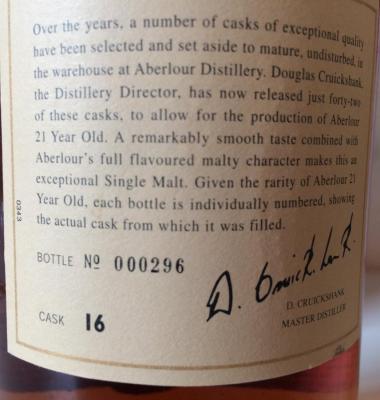 Over the years, a number of casks of exceptional quality
have been selected and set aside to mature, undisturbed, in
the warehouse at Aberlour Distillery. Douglas Cruickshank,
the Distillery Director, has now released just forty-two
of these casks, to allow for the production of Aberlour
21 Year Old. A remarkably smooth taste combined with
Aberlour's full flavoured malty character makes this an
exceptional Single Malt. Given the rarity of Aberlour 21
Year Old, each bottle is individually numbered, showing
the actual cask from which it was filled.
0343
BOTTLE Nº 000296
D. CRUICKSHANK
MASTER DISTILLER
CASK 16